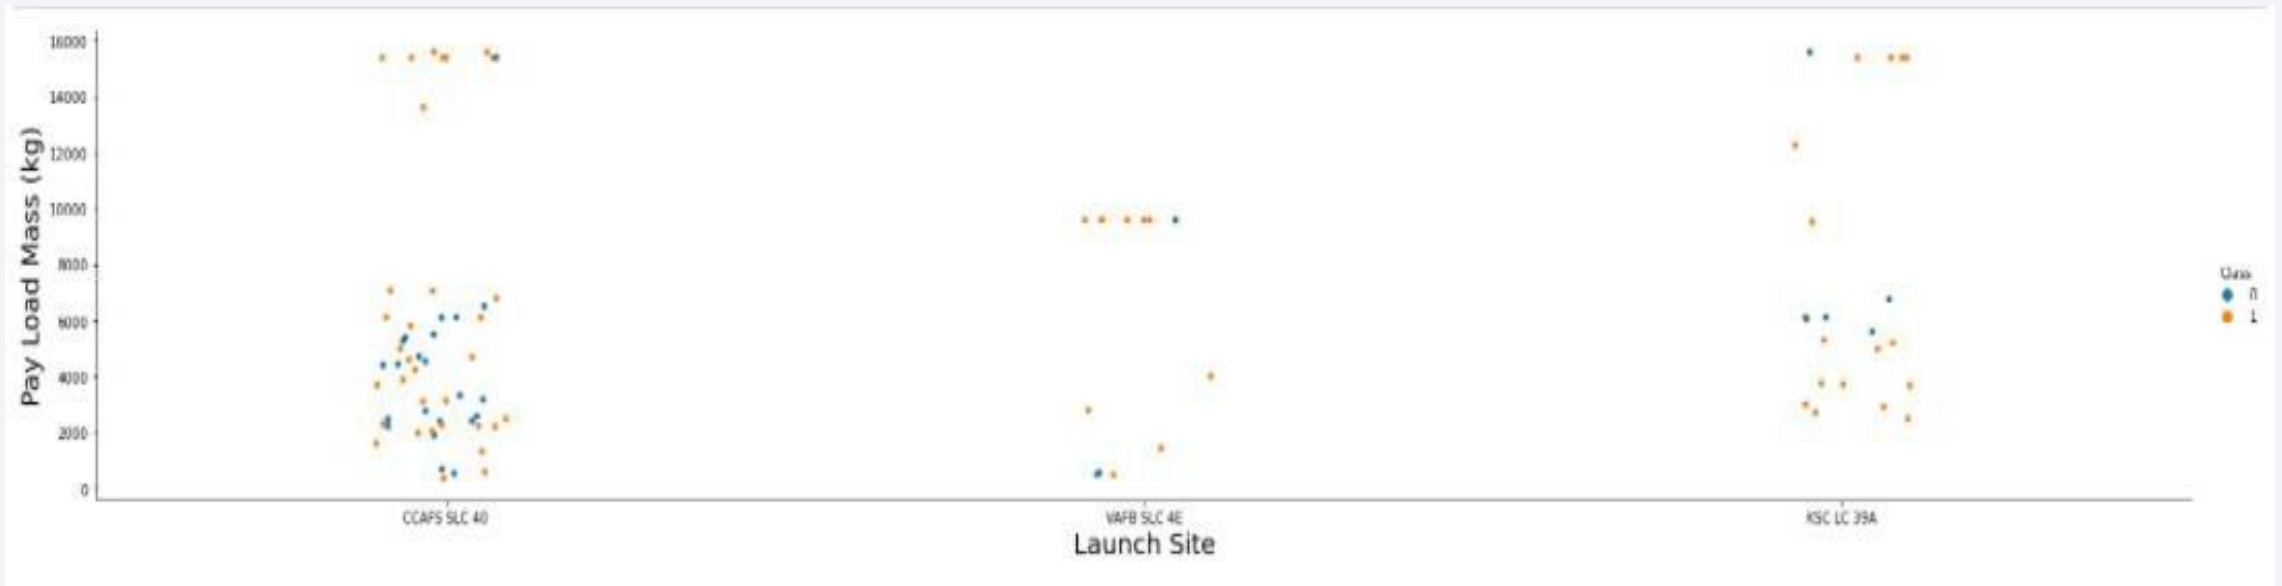 Pay Load Mass (kg)
16000
14000
12000
10000
8000
6000
4000
2000
0
CCAFS SLC 40
VAFB SLC 4E
KSC LC 39A
Launch Site
Class
0
1